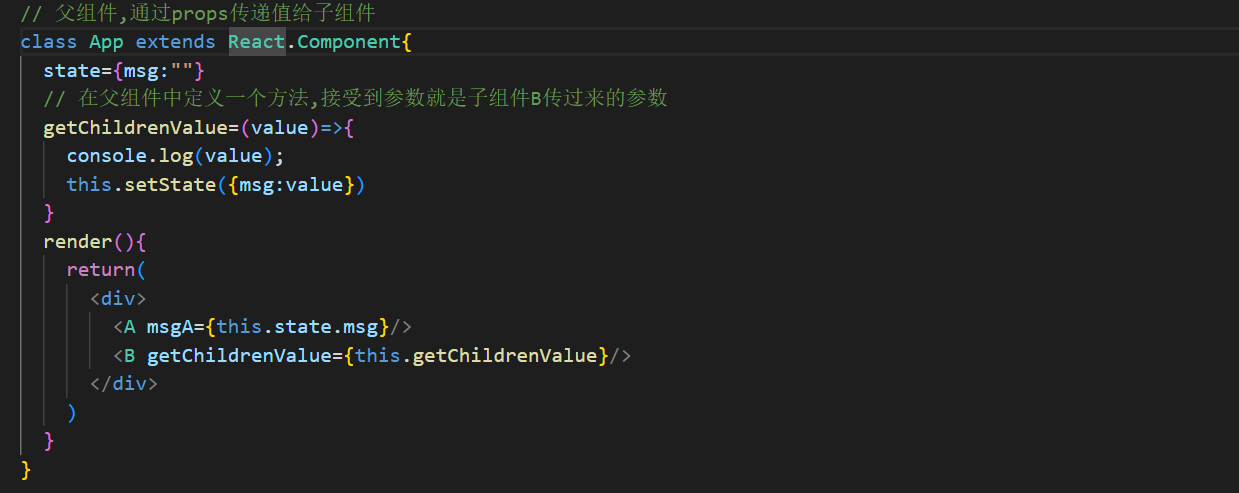 // 父组件,通过props传递值给子组件
class App extends React.Component{
  state={msg:""}
  // 在父组件中定义一个方法,接受到参数就是子组件B传过来的参数
  getChildrenValue=(value)=>{
    console.log(value);
    this.setState({msg:value})
  }
  render(){
    return(
      <div>
        <A msgA={this.state.msg}/>
        <B getChildrenValue={this.getChildrenValue}/>
      </div>
    )
  }
}